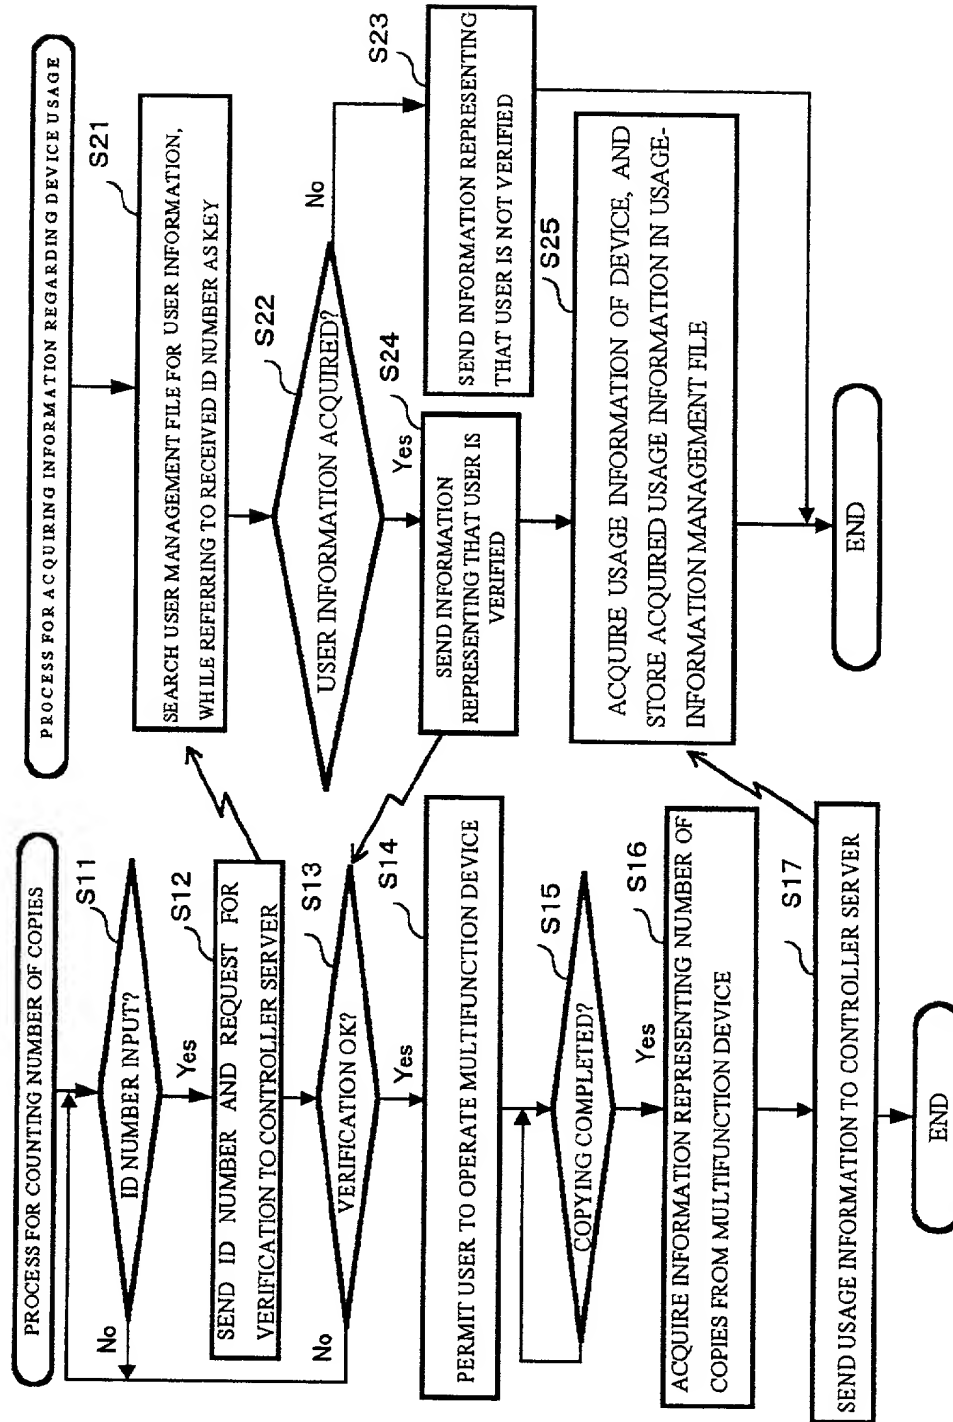 PROCESS FOR COUNTING NUMBER OF COPIES
S11
ID NUMBER INPUT?
No
Yes
S12
SEND ID NUMBER AND REQUEST FOR
VERIFICATION TO CONTROLLER SERVER
S13
VERIFICATION OK?
No
Yes
S14
PERMIT USER TO OPERATE MULTIFUNCTION DEVICE
S15
COPYING COMPLETED?
Yes
S16
ACQUIRE INFORMATION REPRESENTING NUMBER OF
COPIES FROM MULTIFUNCTION DEVICE
S17
SEND USAGE INFORMATION TO CONTROLLER SERVER
END
PROCESS FOR ACQUIRING INFORMATION REGARDING DEVICE USAGE
S21
SEARCH USER MANAGEMENT FILE FOR USER INFORMATION,
WHILE REFERRING TO RECEIVED ID NUMBER AS KEY
S22
USER INFORMATION ACQUIRED?
No
Yes
S23
SEND INFORMATION REPRESENTING
THAT USER IS NOT VERIFIED
S24
SEND INFORMATION
REPRESENTING THAT USER IS
VERIFIED
S25
ACQUIRE USAGE INFORMATION OF DEVICE, AND
STORE ACQUIRED USAGE INFORMATION IN USAGE-
INFORMATION MANAGEMENT FILE
END